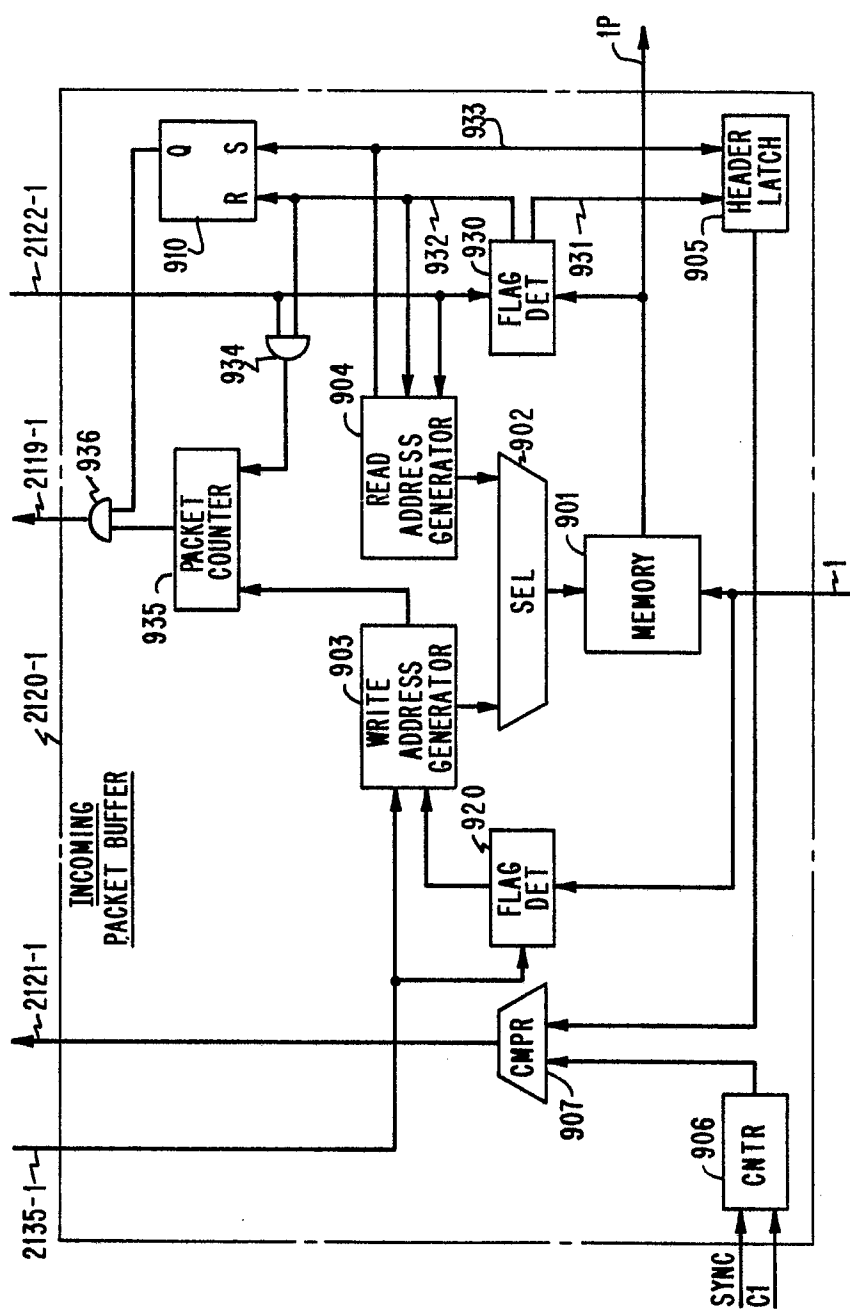 INCOMING
PACKET BUFFER
2135-1
2121-1
2120-1
2119-1
2122-1
936
935
PACKET
COUNTER
934
910
Q
R
S
903
WRITE
ADDRESS
GENERATOR
904
READ
ADDRESS
GENERATOR
932
933
930
FLAG
DET
931
920
FLAG
DET
902
SEL
CMPR
907
901
MEMORY
1P
905
HEADER
LATCH
906
CNTR
SYNC
C1
1